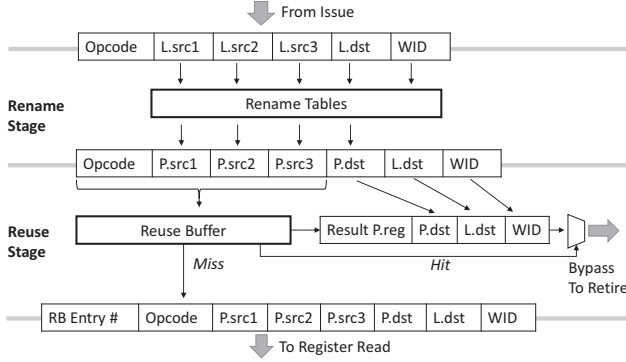 From Issue
Opcode L.src1 L.src2 L.src3 L.dst WID
Rename
Stage
Rename Tables
Opcode P.src1 P.src2 P.src3 P.dst L.dst WID
Reuse
Stage
Reuse Buffer
Result P.reg P.dst L.dst WID
Miss
Hit
Bypass
To Retire
RB Entry # Opcode P.src1 P.src2 P.src3 P.dst L.dst WID
To Register Read